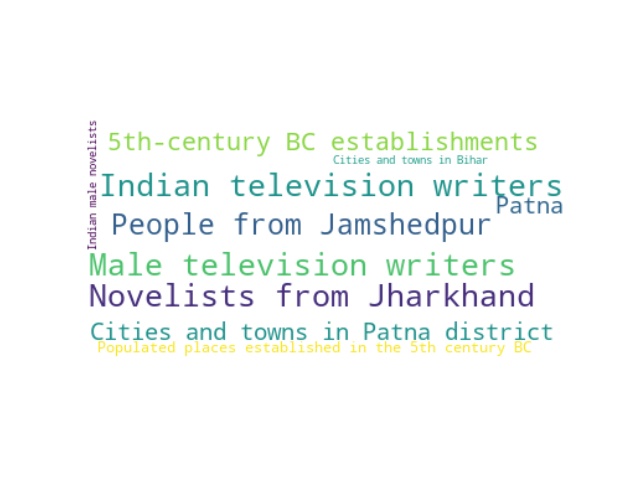 Indian male novelists
5th-century BC establishments
Cities and towns in Bihar
Indian television writers
Patna
People from Jamshedpur
Male television writers
Novelists from Jharkhand
Cities and towns in Patna district
Populated places established in the 5th century BC